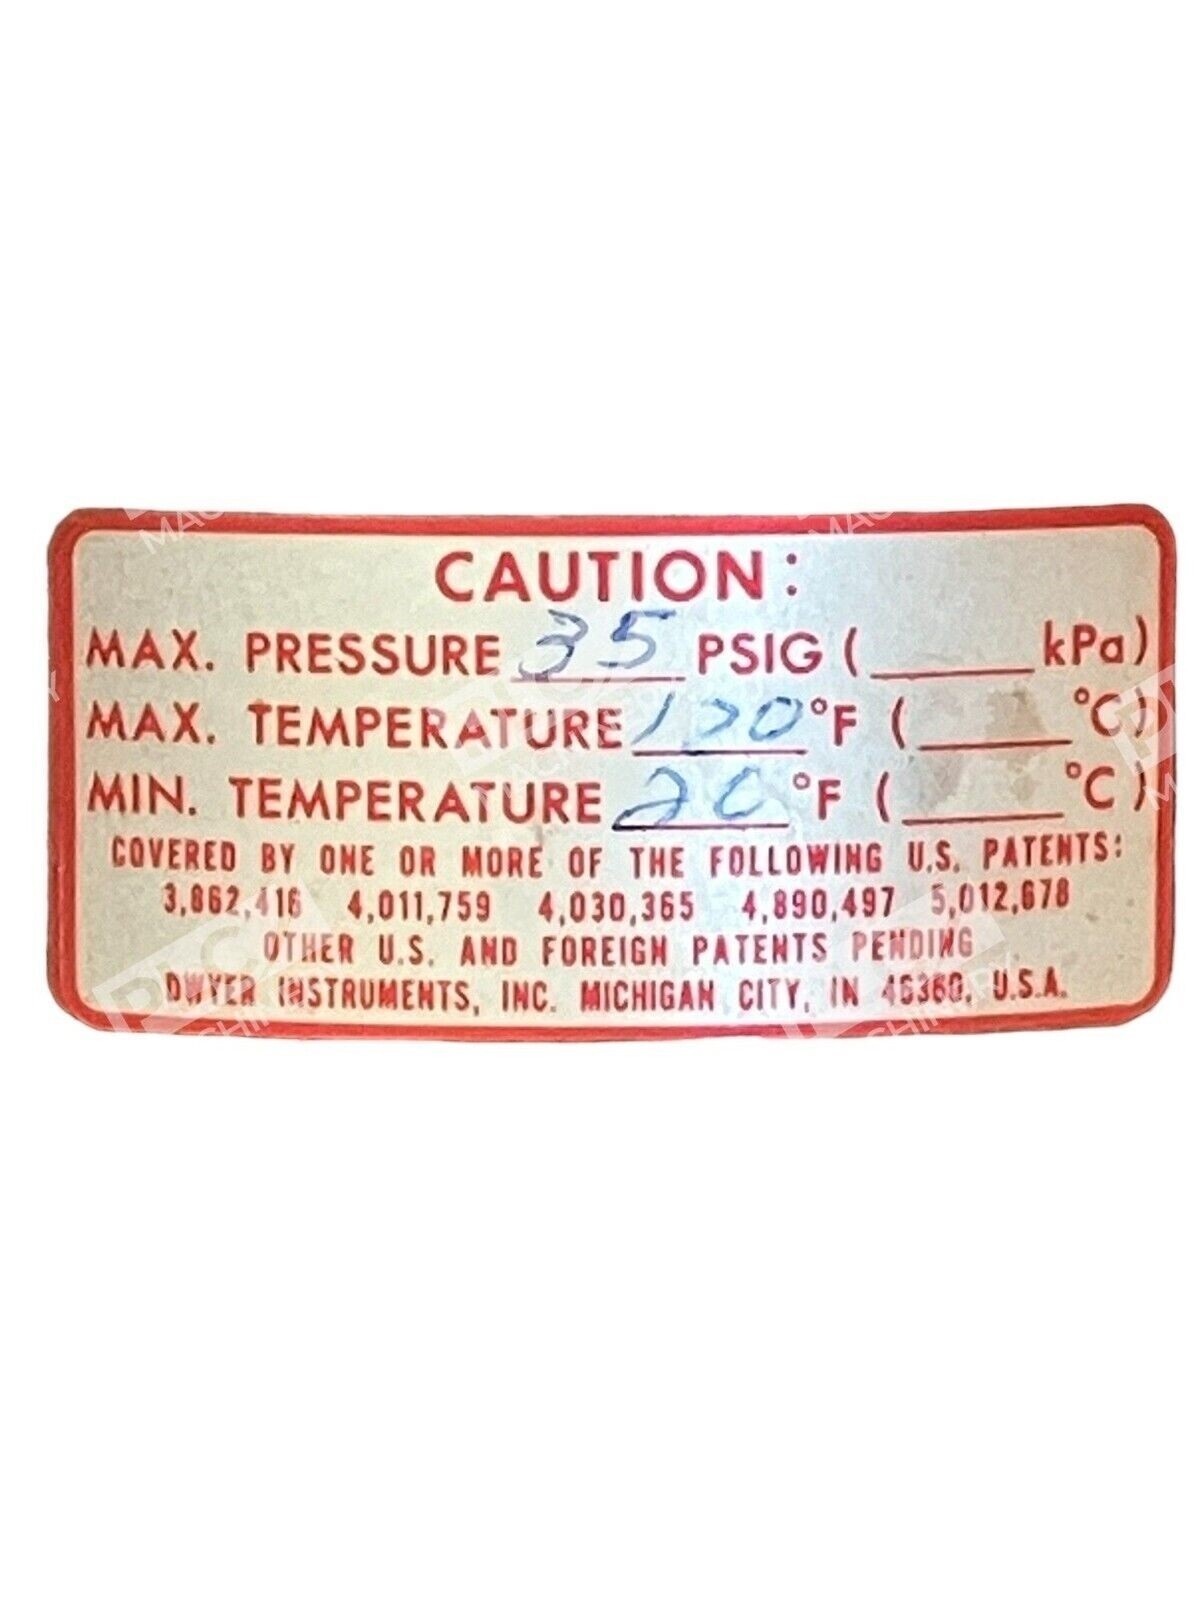 CAUTION:
MAX. PRESSURE 35 PSIG ( kPa)
MAX. TEMPERATURE 120 °F ( °C)
MIN. TEMPERATURE 20 °F ( °C)
COVERED BY ONE OR MORE OF THE FOLLOWING U.S. PATENTS:
3,862,416 4,011,759 4,030,365 4,890,497 5,012,678
OTHER U.S. AND FOREIGN PATENTS PENDING
DWYER INSTRUMENTS, INC. MICHIGAN CITY, IN 46360, U.S.A.